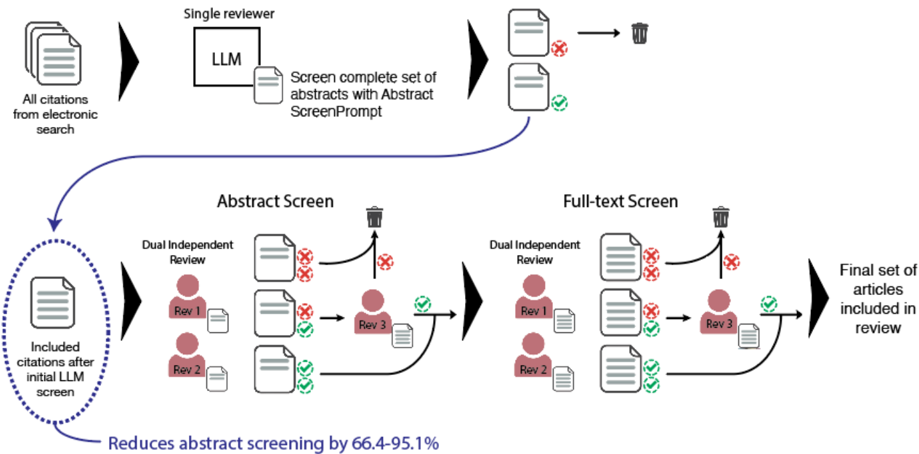 Single reviewer
LLM
Screen complete set of
abstracts with Abstract
ScreenPrompt
All citations
from electronic
search
Abstract Screen
Full-text Screen
Dual Independent
Review
Rev 1
Rev 2
Rev 3
Dual Independent
Review
Rev 1
Rev 2
Rev 3
Final set of
articles
included in
review
Included
citations after
initial LLM
screen
Reduces abstract screening by 66.4-95.1%